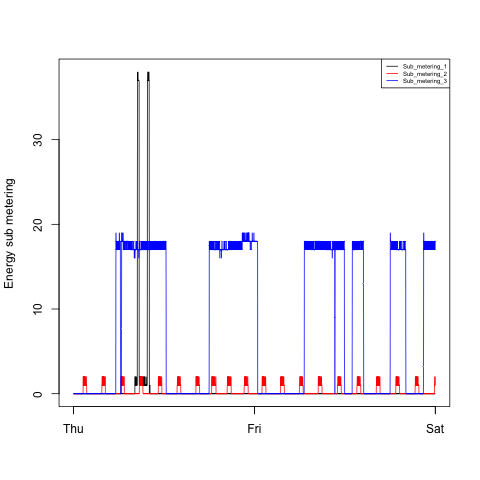 Sub_metering_1
Sub_metering_2
Sub_metering_3
Energy sub metering
30
20
10
0
Thu Fri Sat